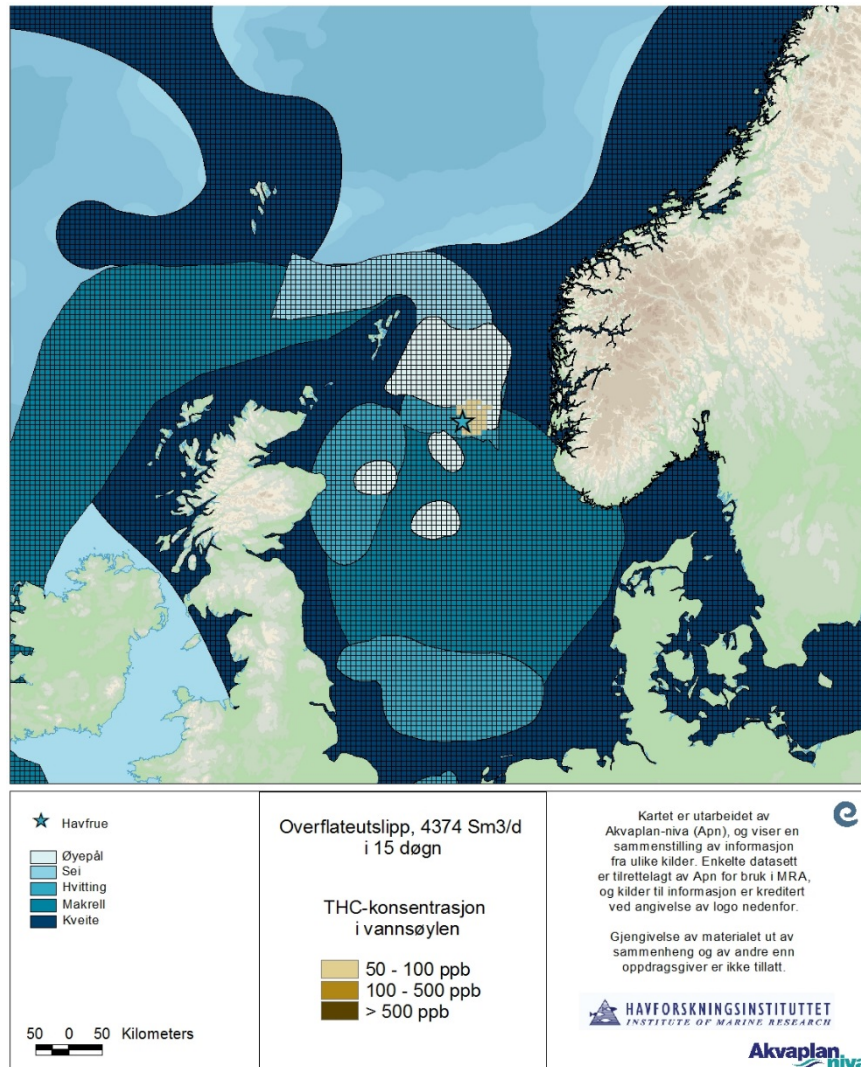 Havfrue
Øyepål
Sei
Hvitting
Makrell
Kveite
50 0 50 Kilometers
Overflateutslipp, 4374 Sm3/d
i 15 døgn
THC-konsentrasjon
i vannsøylen
50 - 100 ppb
100 - 500 ppb
> 500 ppb
Kartet er utarbeidet av
Akvaplan-niva (Apn), og viser en
sammenstilling av informasjon
fra ulike kilder. Enkelte datasett
er tilrettelagt av Apn for bruk i MRA,
og kilder til informasjon er kreditert
ved angivelse av logo nedenfor.
Gjengivelse av materialet ut av
sammenheng og av andre enn
oppdragsgiver er ikke tillatt.
HAVFORSKNINGSINSTITUTTET
INSTITUTE OF MARINE RESEARCH
Akvaplan
niva